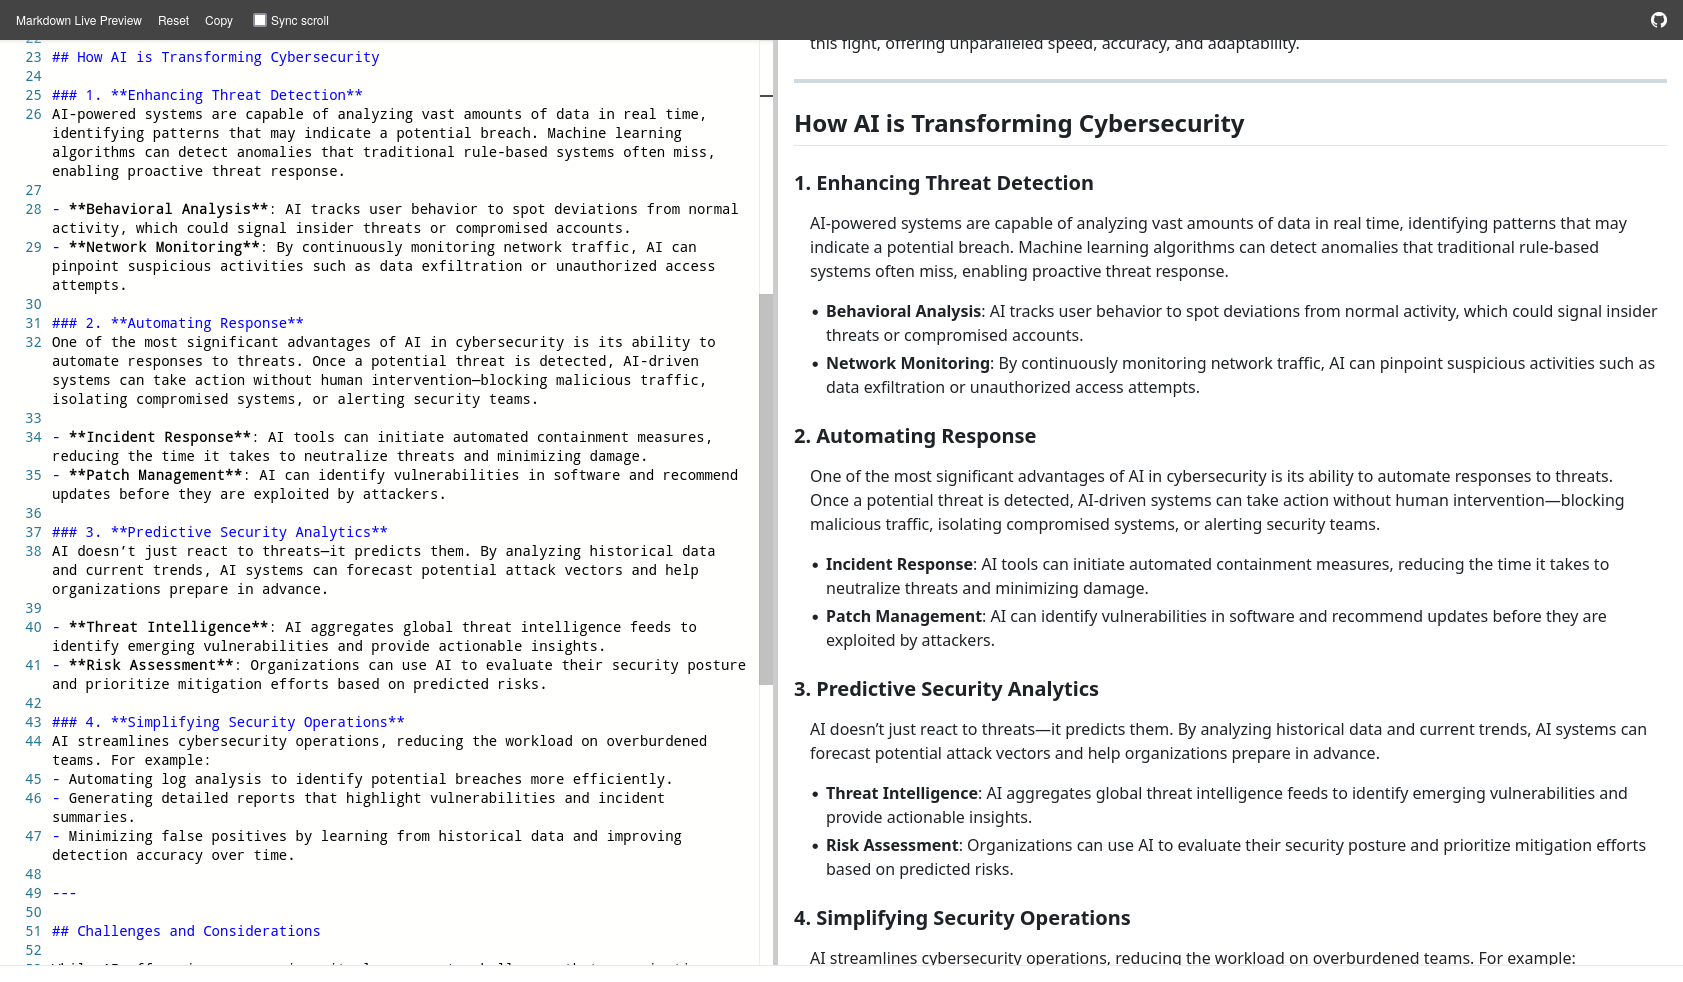 Markdown Live Preview Reset Copy Sync scroll
22
23 ## How AI is Transforming Cybersecurity
24
25 ### 1. **Enhancing Threat Detection**
26 AI-powered systems are capable of analyzing vast amounts of data in real time,
identifying patterns that may indicate a potential breach. Machine learning
algorithms can detect anomalies that traditional rule-based systems often miss,
enabling proactive threat response.
27
28 - **Behavioral Analysis**: AI tracks user behavior to spot deviations from normal
activity, which could signal insider threats or compromised accounts.
29 - **Network Monitoring**: By continuously monitoring network traffic, AI can
pinpoint suspicious activities such as data exfiltration or unauthorized access
attempts.
30
31 ### 2. **Automating Response**
32 One of the most significant advantages of AI in cybersecurity is its ability to
automate responses to threats. Once a potential threat is detected, AI-driven
systems can take action without human intervention—blocking malicious traffic,
isolating compromised systems, or alerting security teams.
33
34 - **Incident Response**: AI tools can initiate automated containment measures,
reducing the time it takes to neutralize threats and minimizing damage.
35 - **Patch Management**: AI can identify vulnerabilities in software and recommend
updates before they are exploited by attackers.
36
37 ### 3. **Predictive Security Analytics**
38 AI doesn’t just react to threats—it predicts them. By analyzing historical data
and current trends, AI systems can forecast potential attack vectors and help
organizations prepare in advance.
39
40 - **Threat Intelligence**: AI aggregates global threat intelligence feeds to
identify emerging vulnerabilities and provide actionable insights.
41 - **Risk Assessment**: Organizations can use AI to evaluate their security posture
and prioritize mitigation efforts based on predicted risks.
42
43 ### 4. **Simplifying Security Operations**
44 AI streamlines cybersecurity operations, reducing the workload on overburdened
teams. For example:
45 - Automating log analysis to identify potential breaches more efficiently.
46 - Generating detailed reports that highlight vulnerabilities and incident
summaries.
47 - Minimizing false positives by learning from historical data and improving
detection accuracy over time.
48
49 ---
50
51 ## Challenges and Considerations
52
this fight, offering unparalleled speed, accuracy, and adaptability.
How AI is Transforming Cybersecurity
1. Enhancing Threat Detection
AI-powered systems are capable of analyzing vast amounts of data in real time, identifying patterns that may
indicate a potential breach. Machine learning algorithms can detect anomalies that traditional rule-based
systems often miss, enabling proactive threat response.
• Behavioral Analysis: AI tracks user behavior to spot deviations from normal activity, which could signal insider
threats or compromised accounts.
• Network Monitoring: By continuously monitoring network traffic, AI can pinpoint suspicious activities such as
data exfiltration or unauthorized access attempts.
2. Automating Response
One of the most significant advantages of AI in cybersecurity is its ability to automate responses to threats.
Once a potential threat is detected, AI-driven systems can take action without human intervention—blocking
malicious traffic, isolating compromised systems, or alerting security teams.
• Incident Response: AI tools can initiate automated containment measures, reducing the time it takes to
neutralize threats and minimizing damage.
• Patch Management: AI can identify vulnerabilities in software and recommend updates before they are
exploited by attackers.
3. Predictive Security Analytics
AI doesn’t just react to threats—it predicts them. By analyzing historical data and current trends, AI systems can
forecast potential attack vectors and help organizations prepare in advance.
• Threat Intelligence: AI aggregates global threat intelligence feeds to identify emerging vulnerabilities and
provide actionable insights.
• Risk Assessment: Organizations can use AI to evaluate their security posture and prioritize mitigation efforts
based on predicted risks.
4. Simplifying Security Operations
AI streamlines cybersecurity operations, reducing the workload on overburdened teams. For example: